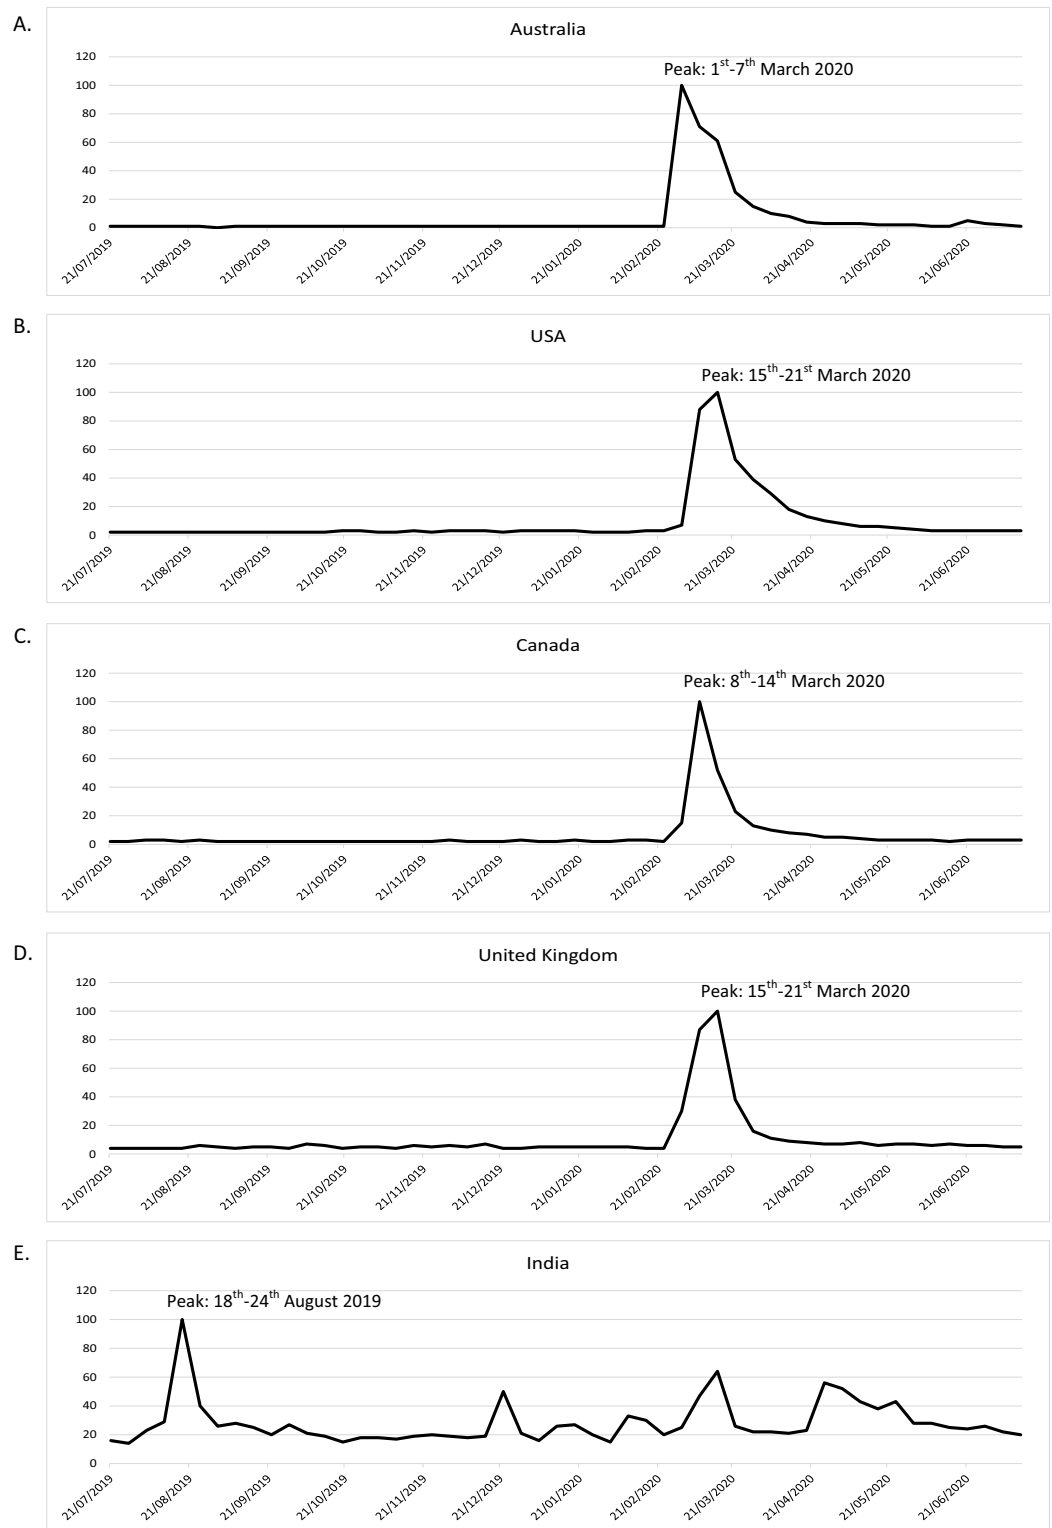 A.
Australia
Peak: 1st-7th March 2020
120
100
80
60
40
20
0
21/07/2019 21/08/2019 21/09/2019 21/10/2019 21/11/2019 21/12/2019 21/01/2020 21/02/2020 21/03/2020 21/04/2020 21/05/2020 21/06/2020
B.
USA
Peak: 15th-21st March 2020
120
100
80
60
40
20
0
21/07/2019 21/08/2019 21/09/2019 21/10/2019 21/11/2019 21/12/2019 21/01/2020 21/02/2020 21/03/2020 21/04/2020 21/05/2020 21/06/2020
C.
Canada
Peak: 8th-14th March 2020
120
100
80
60
40
20
0
21/07/2019 21/08/2019 21/09/2019 21/10/2019 21/11/2019 21/12/2019 21/01/2020 21/02/2020 21/03/2020 21/04/2020 21/05/2020 21/06/2020
D.
United Kingdom
Peak: 15th-21st March 2020
120
100
80
60
40
20
0
21/07/2019 21/08/2019 21/09/2019 21/10/2019 21/11/2019 21/12/2019 21/01/2020 21/02/2020 21/03/2020 21/04/2020 21/05/2020 21/06/2020
E.
India
Peak: 18th-24th August 2019
120
100
80
60
40
20
0
21/07/2019 21/08/2019 21/09/2019 21/10/2019 21/11/2019 21/12/2019 21/01/2020 21/02/2020 21/03/2020 21/04/2020 21/05/2020 21/06/2020